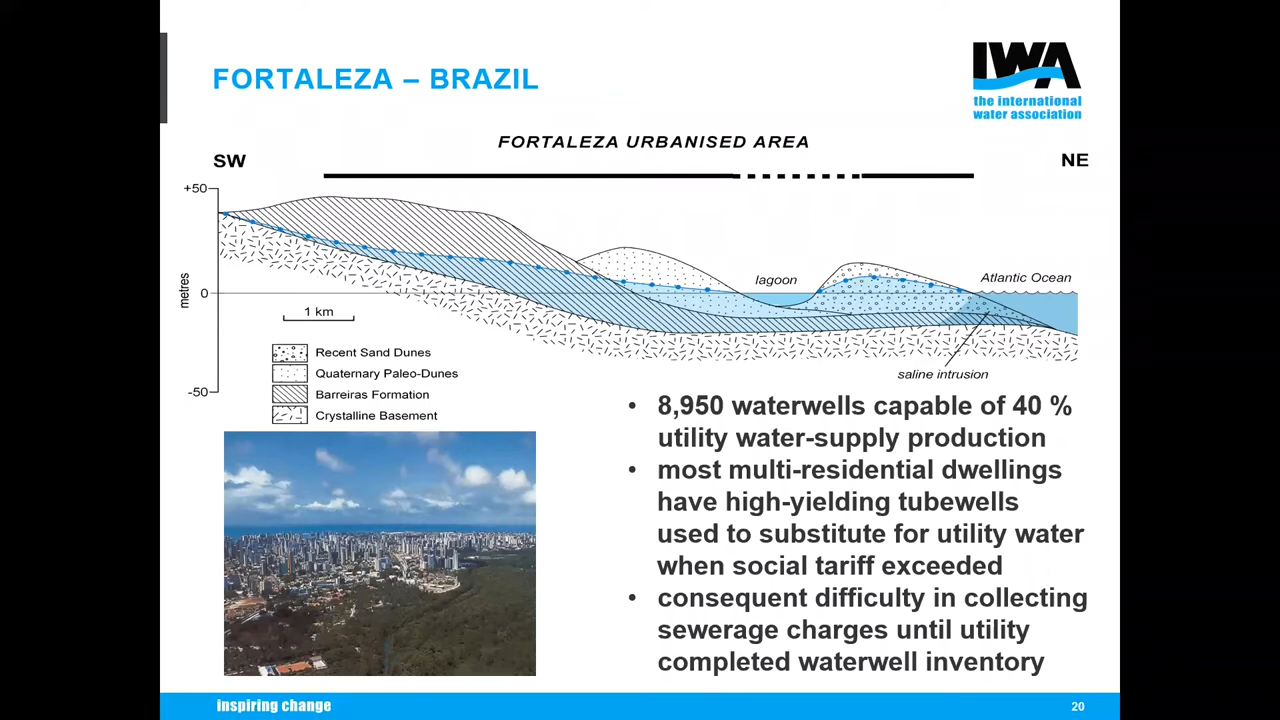 FORTALEZA – BRAZIL
IWA
the international
water association
FORTALEZA URBANISED AREA
SW
NE
+50
metres
0
-50
1 km
lagoon
Atlantic Ocean
saline intrusion
Recent Sand Dunes
Quaternary Paleo-Dunes
Barreiras Formation
Crystalline Basement
• 8,950 waterwells capable of 40 %
utility water-supply production
• most multi-residential dwellings
have high-yielding tubewells
used to substitute for utility water
when social tariff exceeded
• consequent difficulty in collecting
sewerage charges until utility
completed waterwell inventory
inspiring change
20